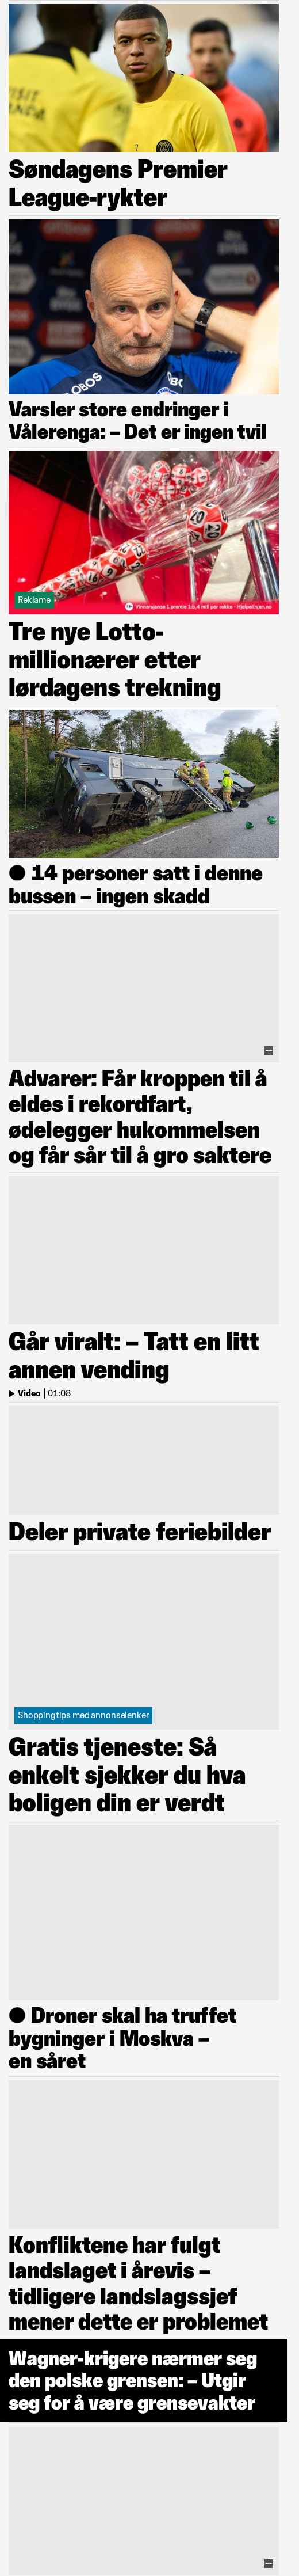 Søndagens Premier
League-rykter
Varsler store endringer i
Vålerenga: – Det er ingen tvil
Reklame
Vinnersjanse 1.premie 1:5,4 mill per rekke - Hjelpelinjen.no
Tre nye Lotto-
millionærer etter
lørdagens trekning
● 14 personer satt i denne
bussen – ingen skadd
Advarer: Får kroppen til å
eldes i rekordfart,
ødelegger hukommelsen
og får sår til å gro saktere
Går viralt: – Tatt en litt
annen vending
Video | 01:08
Deler private feriebilder
Shoppingtips med annonselenker
Gratis tjeneste: Så
enkelt sjekker du hva
boligen din er verdt
● Droner skal ha truffet
bygninger i Moskva –
en såret
Konfliktene har fulgt
landslaget i årevis –
tidligere landslagssjef
mener dette er problemet
Wagner-krigere nærmer seg
den polske grensen: – Utgir
seg for å være grensevakter